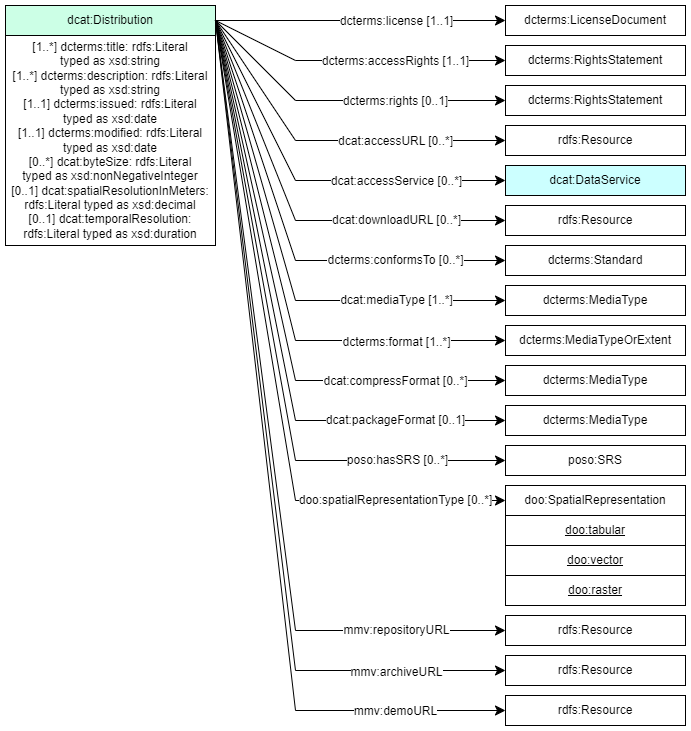 dcat:Distribution
[1..*] dcterms:title: rdfs:Literal
typed as xsd:string
[1..*] dcterms:description: rdfs:Literal
typed as xsd:string
[1..1] dcterms:issued: rdfs:Literal
typed as xsd:date
[1..1] dcterms:modified: rdfs:Literal
typed as xsd:date
[0..*] dcat:byteSize: rdfs:Literal
typed as xsd:nonNegativeInteger
[0..1] dcat:spatialResolutionInMeters:
rdfs:Literal typed as xsd:decimal
[0..1] dcat:temporalResolution:
rdfs:Literal typed as xsd:duration
dcterms:license [1..1]
dcterms:LicenseDocument
dcterms:accessRights [1..1]
dcterms:RightsStatement
dcterms:rights [0..1]
dcterms:RightsStatement
dcat:accessURL [0..*]
rdfs:Resource
dcat:accessService [0..*]
dcat:DataService
dcat:downloadURL [0..*]
rdfs:Resource
dcterms:conformsTo [0..*]
dcterms:Standard
dcat:mediaType [1..*]
dcterms:MediaType
dcterms:format [1..*]
dcterms:MediaTypeOrExtent
dcat:compressFormat [0..*]
dcterms:MediaType
dcat:packageFormat [0..1]
dcterms:MediaType
poso:hasSRS [0..*]
poso:SRS
doo:spatialRepresentationType [0..*]
doo:SpatialRepresentation
doo:tabular
doo:vector
doo:raster
mmv:repositoryURL
rdfs:Resource
mmv:archiveURL
rdfs:Resource
mmv:demoURL
rdfs:Resource